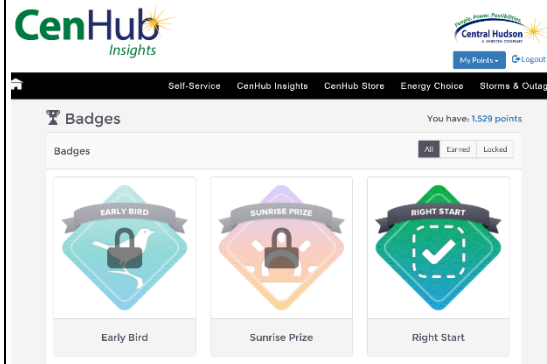 CenHub
Insights
People. Power. Possibilities.
Central Hudson
A FORTIS COMPANY
My Points
Logout
Self-Service CenHub Insights CenHub Store Energy Choice Storms & Outag
Badges
You have: 1,529 points
Badges
All Earned Locked
EARLY BIRD
SUNRISE PRIZE
RIGHT START
Early Bird
Sunrise Prize
Right Start